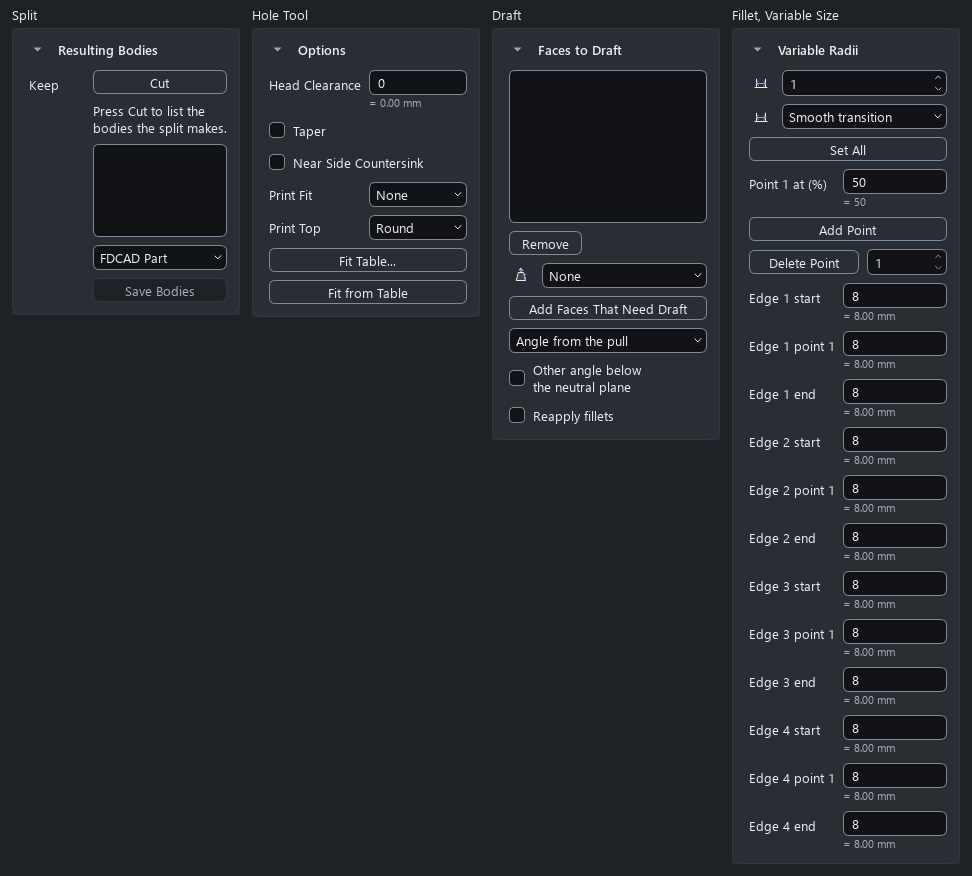 Split
Resulting Bodies
Keep
Cut
Press Cut to list the
bodies the split makes.
FDCAD Part
Save Bodies
Hole Tool
Options
Head Clearance
0
= 0.00 mm
Taper
Near Side Countersink
Print Fit
None
Print Top
Round
Fit Table...
Fit from Table
Draft
Faces to Draft
Remove
None
Add Faces That Need Draft
Angle from the pull
Other angle below
the neutral plane
Reapply fillets
Fillet, Variable Size
Variable Radii
1
Smooth transition
Set All
Point 1 at (%)
50
= 50
Add Point
Delete Point
1
Edge 1 start
8
= 8.00 mm
Edge 1 point 1
8
= 8.00 mm
Edge 1 end
8
= 8.00 mm
Edge 2 start
8
= 8.00 mm
Edge 2 point 1
8
= 8.00 mm
Edge 2 end
8
= 8.00 mm
Edge 3 start
8
= 8.00 mm
Edge 3 point 1
8
= 8.00 mm
Edge 3 end
8
= 8.00 mm
Edge 4 start
8
= 8.00 mm
Edge 4 point 1
8
= 8.00 mm
Edge 4 end
8
= 8.00 mm